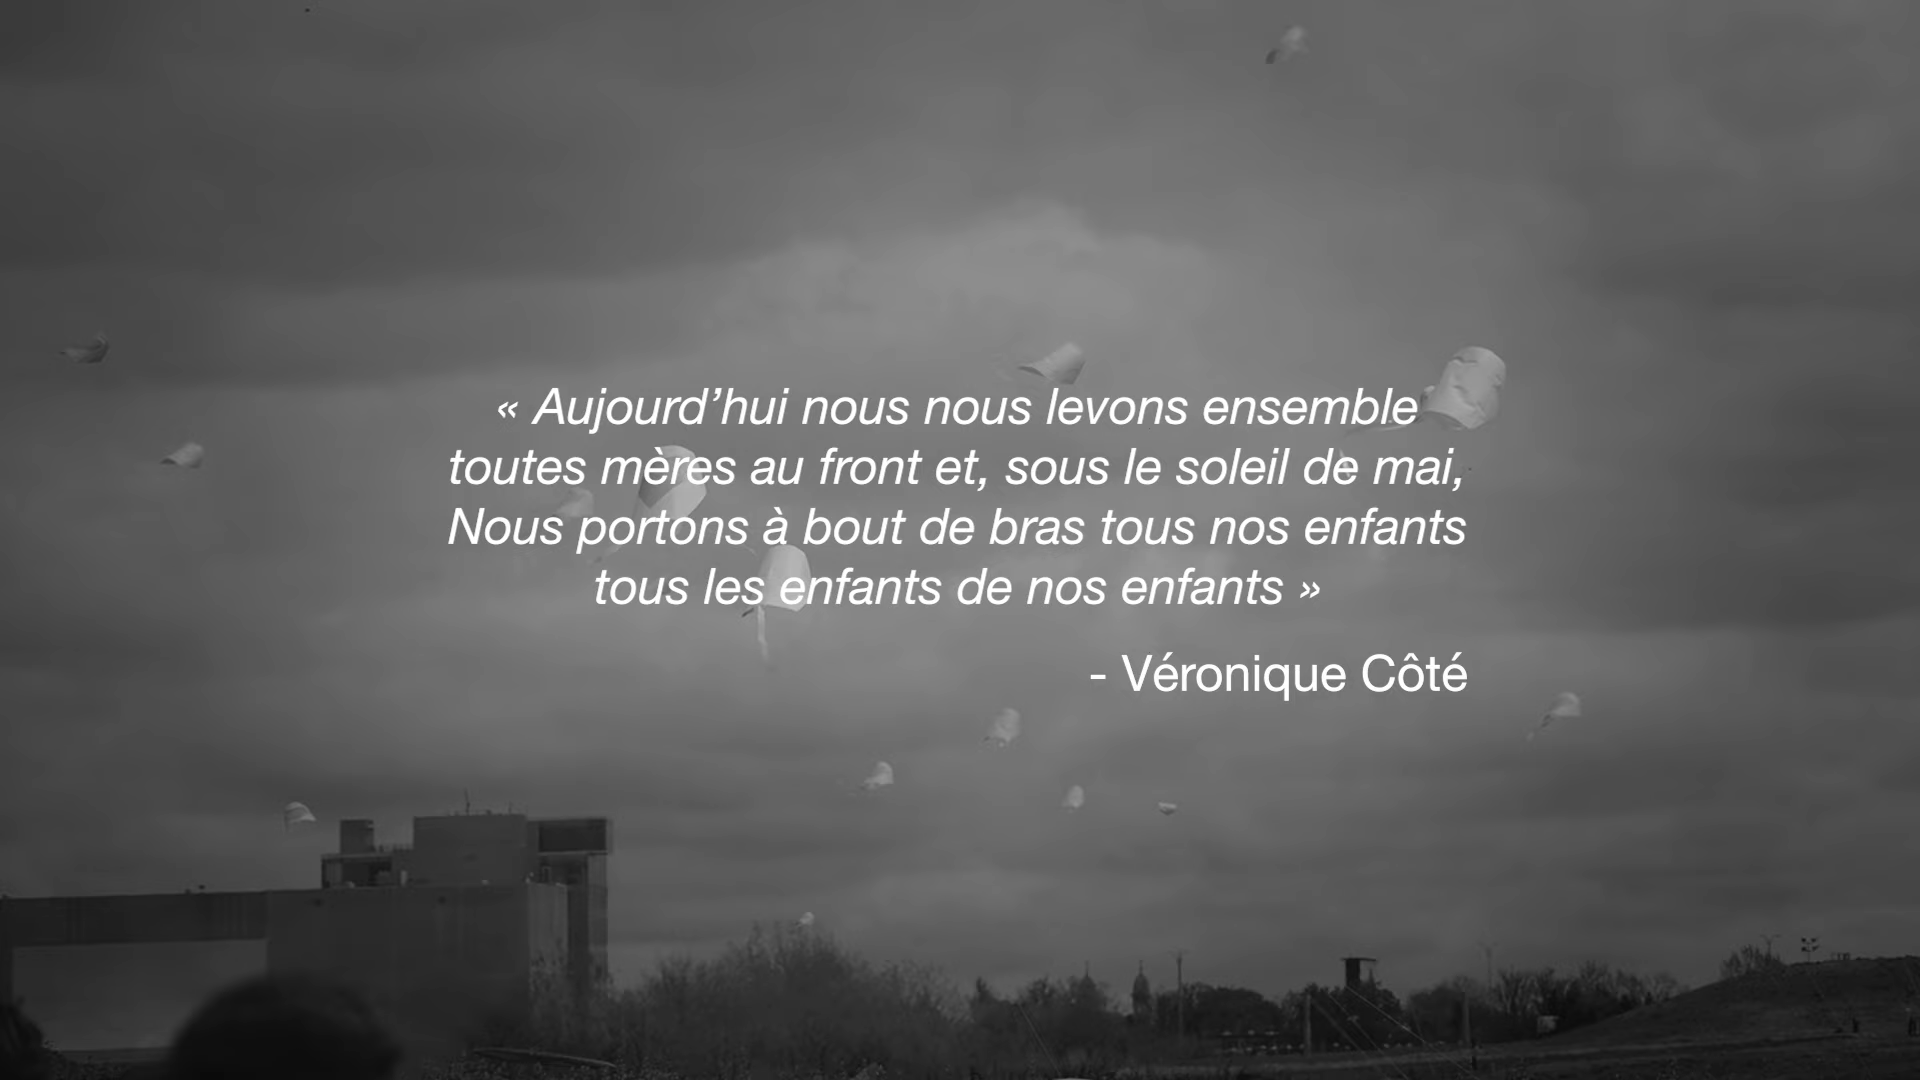 « Aujourd’hui nous nous levons ensemble
toutes mères au front et, sous le soleil de mai,
Nous portons à bout de bras tous nos enfants
tous les enfants de nos enfants »
- Véronique Côté